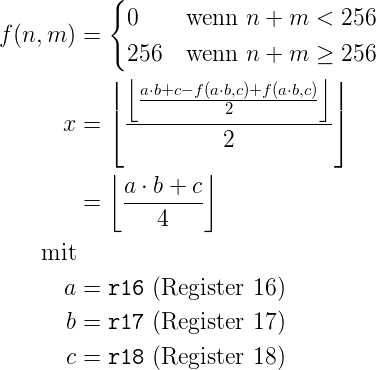 f(n, m) = { 0 wenn n + m < 256
256 wenn n + m ≥ 256
x = ⌊ ⌊ (a·b+c−f(a·b,c)+f(a·b,c)) / 2 ⌋ / 2 ⌋
= ⌊ (a · b + c) / 4 ⌋
mit
a = r16 (Register 16)
b = r17 (Register 17)
c = r18 (Register 18)